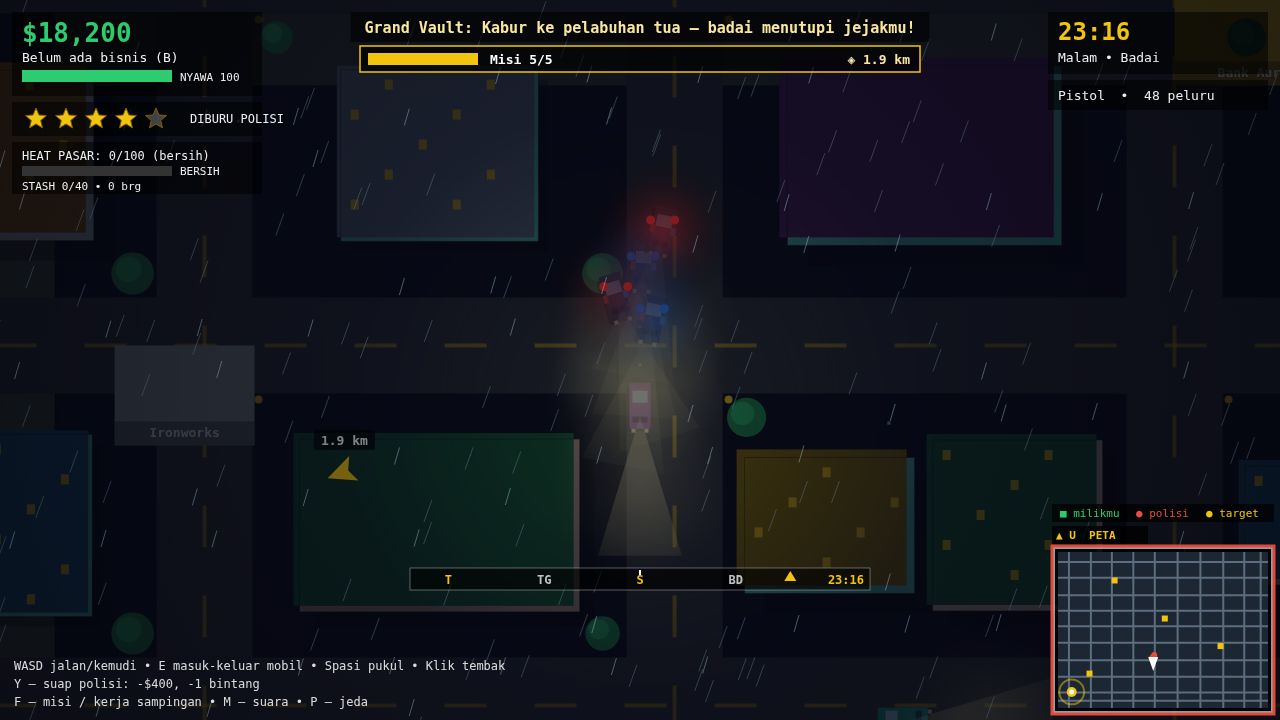 $18,200
Belum ada bisnis (B)
NYAWA 100
DIBURU POLISI
HEAT PASAR: 0/100 (bersih)
BERSIH
STASH 0/40 • 0 brg
Grand Vault: Kabur ke pelabuhan tua — badai menutupi jejakmu!
Misi 5/5
◈ 1.9 km
23:16
Malam • Badai
Pistol • 48 peluru
Ironworks
1.9 km
T TG S BD 23:16
■ milikmu ● polisi ● target
▲ U PETA
WASD jalan/kemudi • E masuk-keluar mobil • Spasi pukul • Klik tembak
Y — suap polisi: -$400, -1 bintang
F — misi / kerja sampingan • M — suara • P — jeda